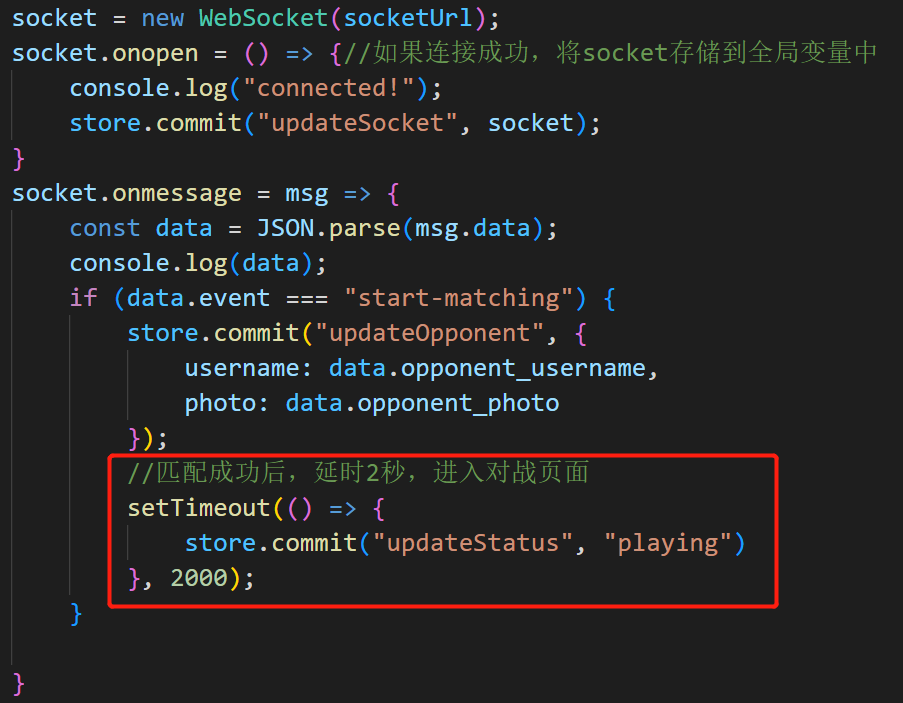 socket = new WebSocket(socketUrl);
socket.onopen = () => {//如果连接成功，将socket存储到全局变量中
    console.log("connected!");
    store.commit("updateSocket", socket);
}
socket.onmessage = msg => {
    const data = JSON.parse(msg.data);
    console.log(data);
    if (data.event === "start-matching") {
        store.commit("updateOpponent", {
            username: data.opponent_username,
            photo: data.opponent_photo
        });
        //匹配成功后，延时2秒，进入对战页面
        setTimeout(() => {
            store.commit("updateStatus", "playing")
        }, 2000);
    }
}